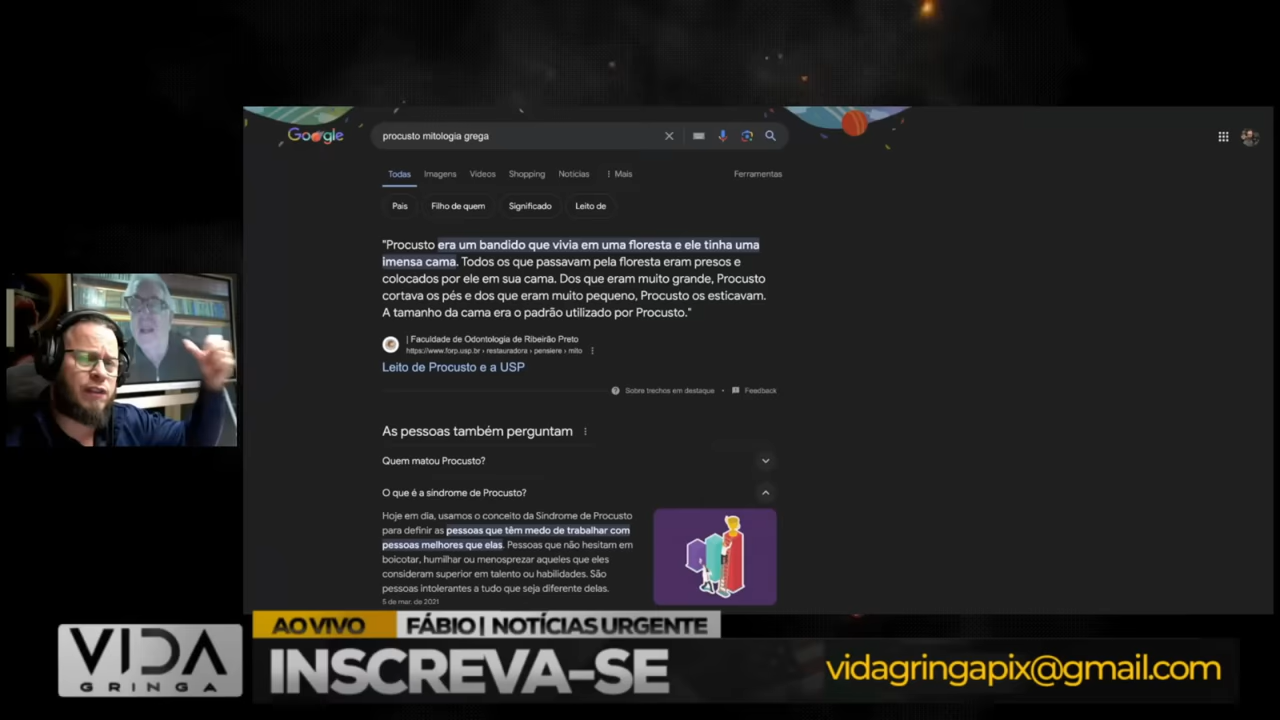 Google
procusto mitologia grega
Todas Imagens Vídeos Shopping Notícias Mais Ferramentas
Pais Filho de quem Significado Leito de
"Procusto era um bandido que vivia em uma floresta e ele tinha uma
imensa cama. Todos os que passavam pela floresta eram presos e
colocados por ele em sua cama. Dos que eram muito grande, Procusto
cortava os pés e dos que eram muito pequeno, Procusto os esticavam.
A tamanho da cama era o padrão utilizado por Procusto."
| Faculdade de Odontologia de Ribeirão Preto
https://www.forp.usp.br › restauradora › pensiere › mito
Leito de Procusto e a USP
Sobre trechos em destaque • Feedback
As pessoas também perguntam
Quem matou Procusto?
O que é a síndrome de Procusto?
Hoje em dia, usamos o conceito da Síndrome de Procusto
para definir as pessoas que têm medo de trabalhar com
pessoas melhores que elas. Pessoas que não hesitam em
boicotar, humilhar ou menosprezar aqueles que eles
consideram superior em talento ou habilidades. São
pessoas intolerantes a tudo que seja diferente delas.
5 de mar. de 2021
AO VIVO FÁBIO | NOTÍCIAS URGENTE
VIDA
GRINGA
INSCREVA-SE
vidagringapix@gmail.com